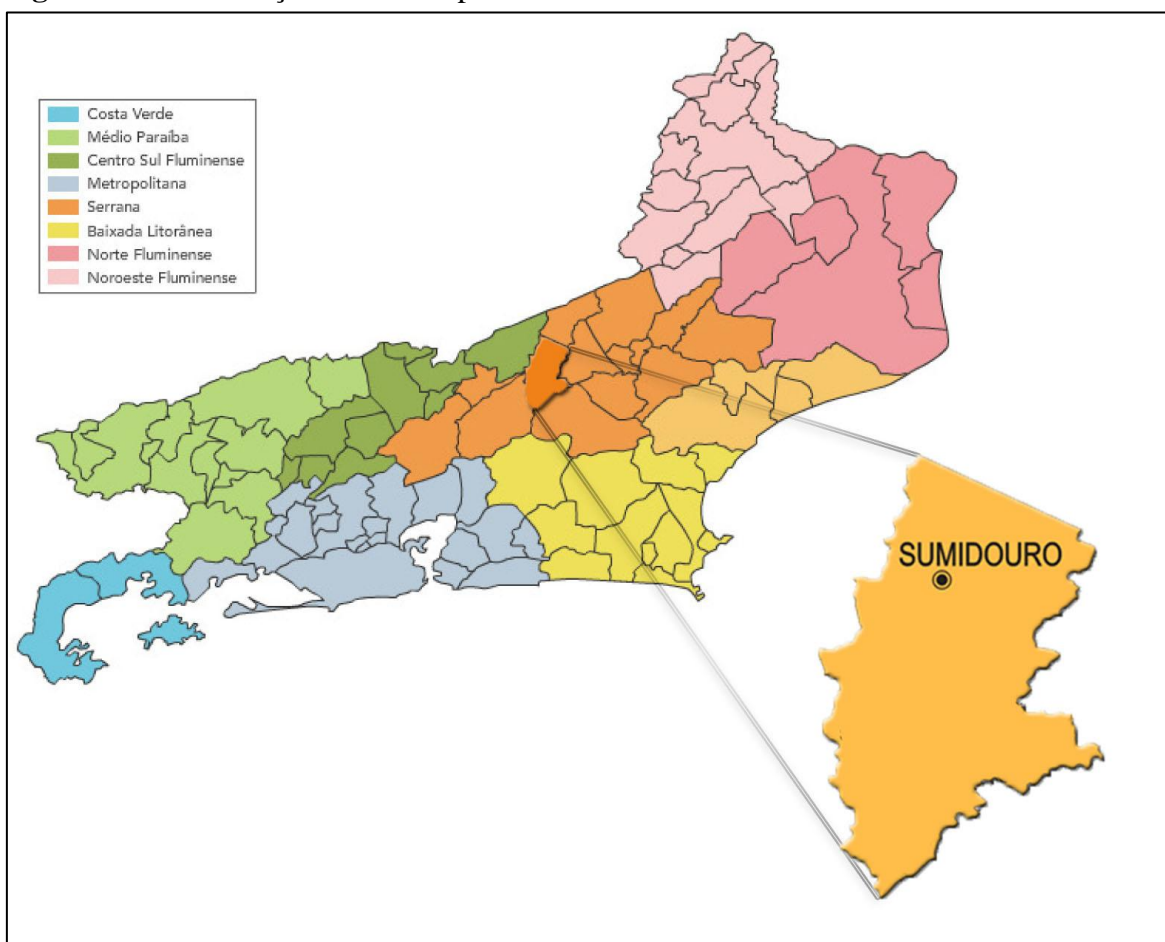 Costa Verde
Médio Paraíba
Centro Sul Fluminense
Metropolitana
Serrana
Baixada Litorânea
Norte Fluminense
Noroeste Fluminense
SUMIDOURO